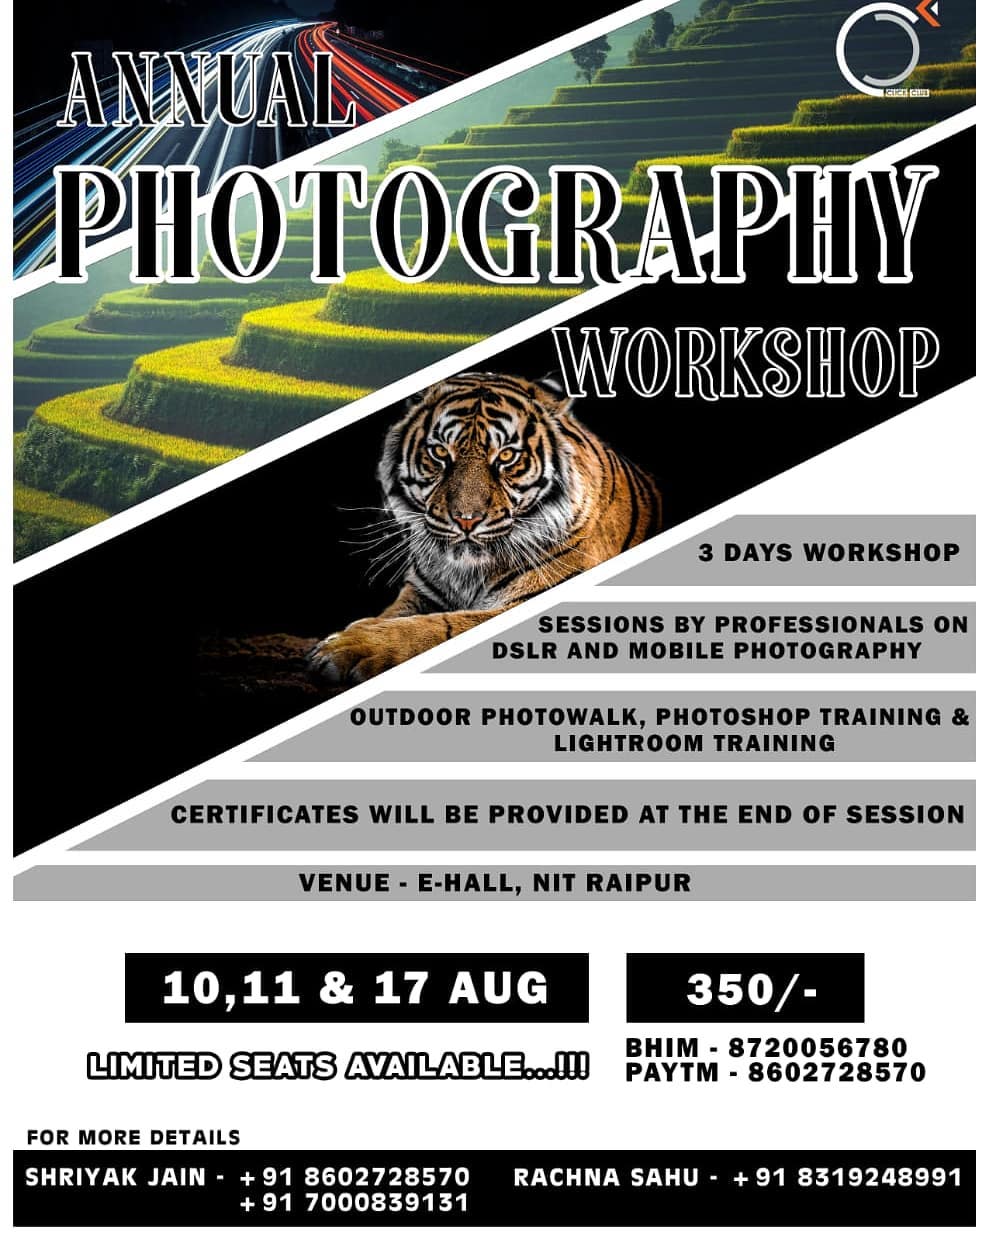 CLICK CLUB
ANNUAL
PHOTOGRAPHY
WORKSHOP
3 DAYS WORKSHOP
SESSIONS BY PROFESSIONALS ON
DSLR AND MOBILE PHOTOGRAPHY
OUTDOOR PHOTOWALK, PHOTOSHOP TRAINING &
LIGHTROOM TRAINING
CERTIFICATES WILL BE PROVIDED AT THE END OF SESSION
VENUE - E-HALL, NIT RAIPUR
10,11 & 17 AUG
350/-
LIMITED SEATS AVAILABLE...!!!
BHIM - 8720056780
PAYTM - 8602728570
FOR MORE DETAILS
SHRIYAK JAIN - +91 8602728570
+91 7000839131
RACHNA SAHU - +91 8319248991